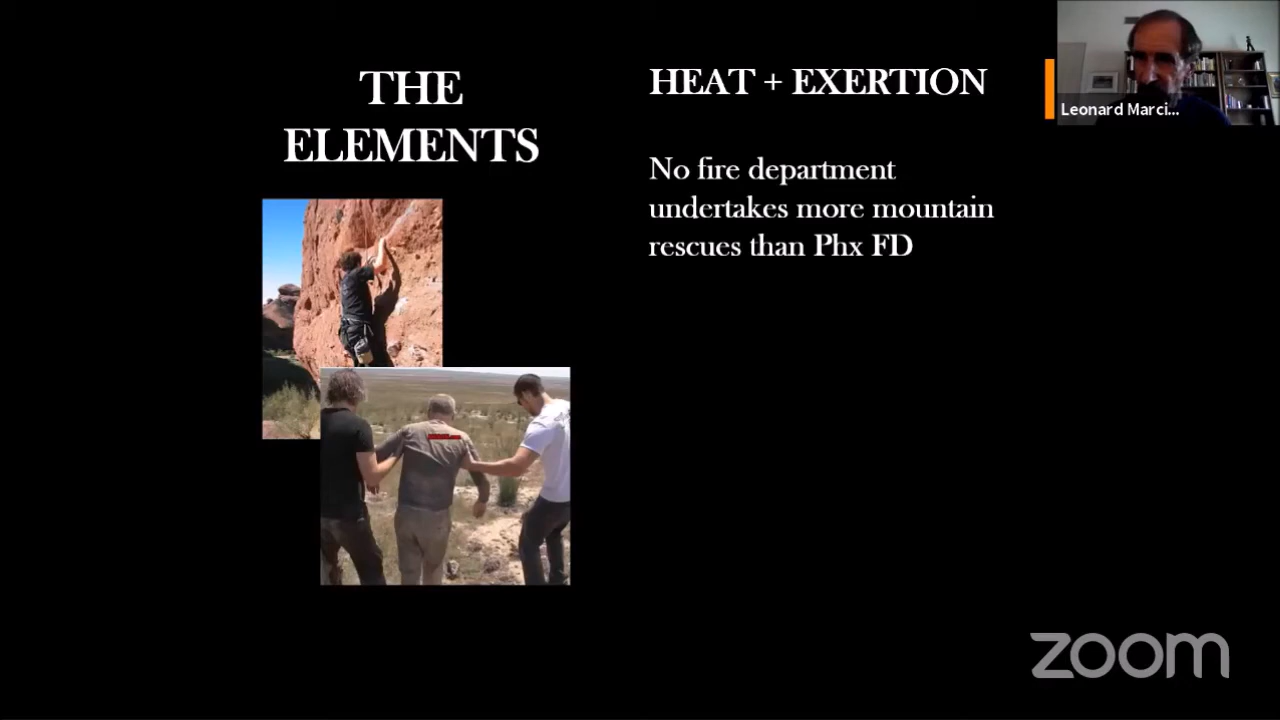 THE
ELEMENTS
HEAT + EXERTION
No fire department
undertakes more mountain
rescues than Phx FD
Leonard Marci...
zoom